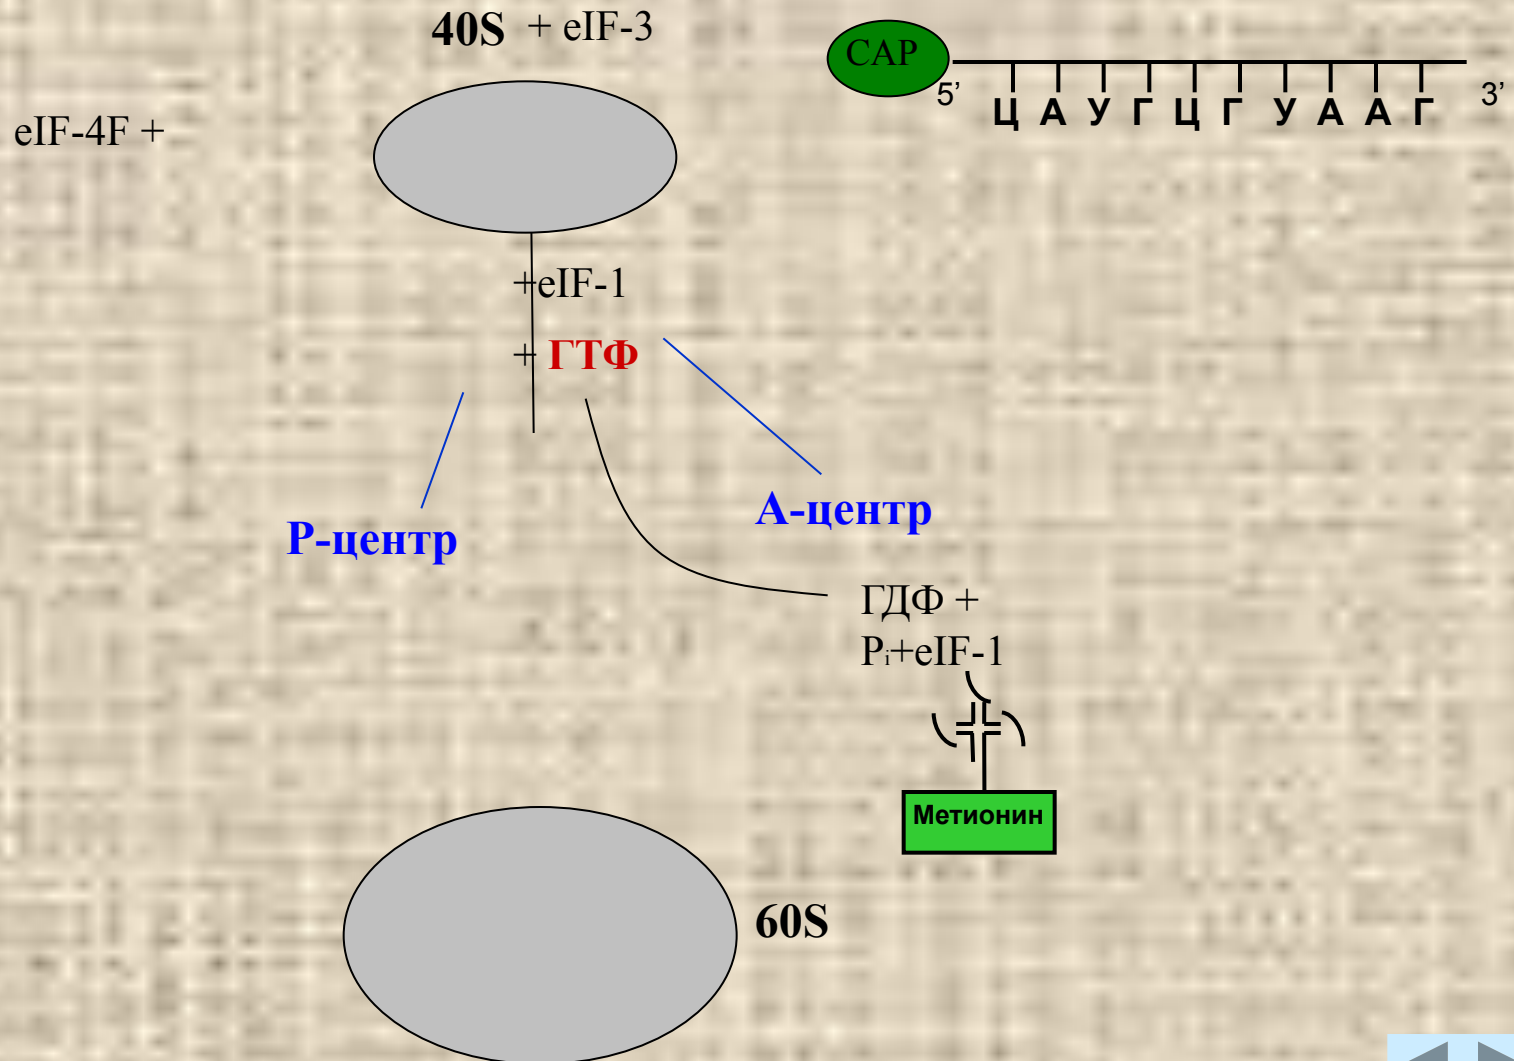 40S + eIF-3
CAP
5’ 3’
Ц А У Г Ц Г У А А Г
eIF-4F +
+eIF-1
+ ГТФ
А-центр
Р-центр
ГДФ +
Pi+eIF-1
Метионин
60S